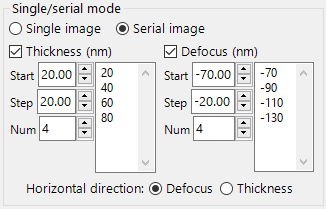 Single/serial mode
Single image Serial image
Thickness (nm) Defocus (nm)
Start 20.00 20 Start -70.00 -70
40 -90
Step 20.00 60 Step -20.00 -110
80 -130
Num 4 Num 4
Horizontal direction: Defocus Thickness